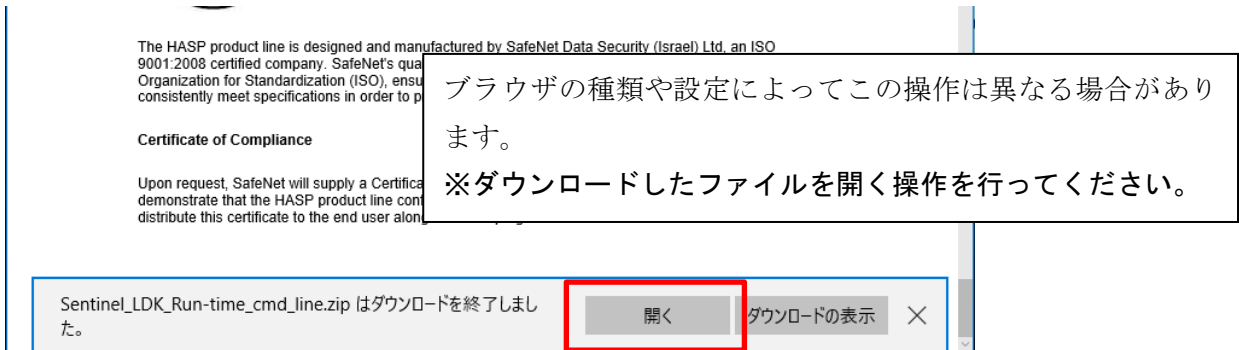 The HASP product line is designed and manufactured by SafeNet Data Security (Israel) Ltd, an ISO
9001:2008 certified company. SafeNet's qua
Organization for Standardization (ISO), ensu
consistently meet specifications in order to p
ブラウザの種類や設定によってこの操作は異なる場合があり
ます。
※ダウンロードしたファイルを開く操作を行ってください。
Certificate of Compliance
Upon request, SafeNet will supply a Certifica
demonstrate that the HASP product line con
distribute this certificate to the end user along
Sentinel_LDK_Run-time_cmd_line.zip はダウンロードを終了しまし
た。
開く
ダウンロードの表示